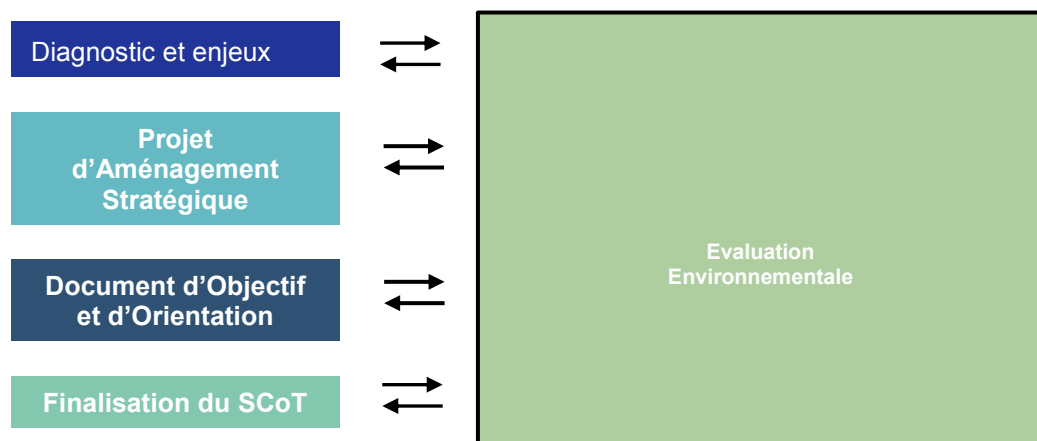 Diagnostic et enjeux
Projet
d’Aménagement
Stratégique
Evaluation
Environnementale
Document d’Objectif
et d’Orientation
Finalisation du SCoT